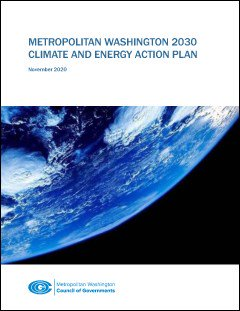 METROPOLITAN WASHINGTON 2030
CLIMATE AND ENERGY ACTION PLAN
November 2020
Metropolitan Washington
Council of Governments